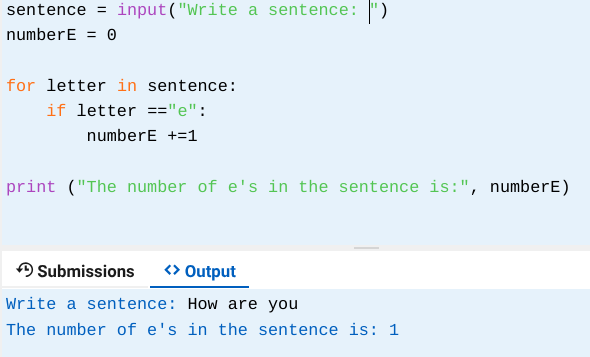 sentence = input("Write a sentence: ")
numberE = 0
for letter in sentence:
    if letter =="e":
        numberE +=1
print ("The number of e's in the sentence is:", numberE)
Submissions <> Output
Write a sentence: How are you
The number of e's in the sentence is: 1